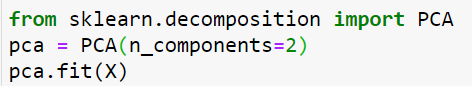 from sklearn.decomposition import PCA
pca = PCA(n_components=2)
pca.fit(X)